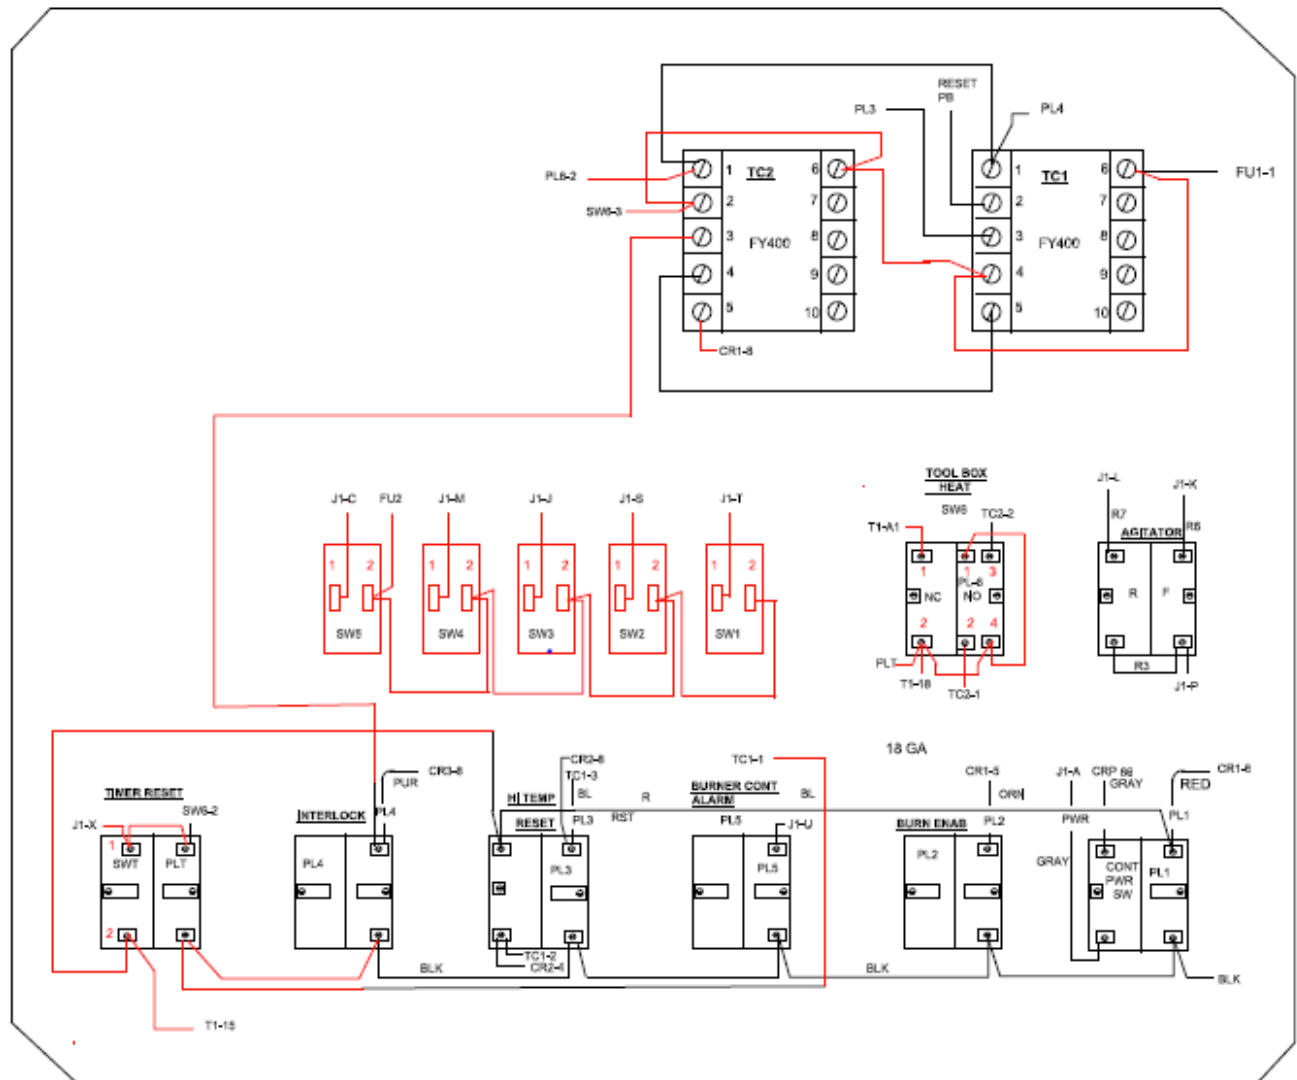 RESET
PB
PL3
PL4
1
TC2
6
1
TC1
6
FU1-1
PL6-2
2
7
2
7
SW6-3
3
FY400
8
3
FY400
8
4
9
4
9
5
10
5
10
CR1-8
TOOL BOX
HEAT
J1-L
J1-K
J1-C
FU2
J1-M
J1-J
J1-S
J1-T
SW6
TC2-2
R7
R6
T1-A1
AGITATOR
1 2
1 2
1 2
1 2
1 2
1
1
3
PL-6
NC
NO
R
F
SW5
SW4
SW3
SW2
SW1
2
2
4
PLT
R3
T1-18
TC2-1
J1-P
18 GA
CR3-8
PUR
CR2-8
TC1-3
TC1-1
CR1-5
J1-A
CRP 66
GRAY
CR1-6
RED
TIMER RESET
SW6-2
HI TEMP
BL
R
BURNER CONT
ALARM
BL
ORN
J1-X
INTERLOCK
PL4
RESET
PL3
RST
PL5
J1-U
BURN ENAB
PL2
PWR
PL1
1
SWT
PLT
PL4
PL3
PL5
PL2
GRAY
CONT
PWR
SW
PL1
2
TC1-2
CR2-4
BLK
BLK
BLK
T1-15